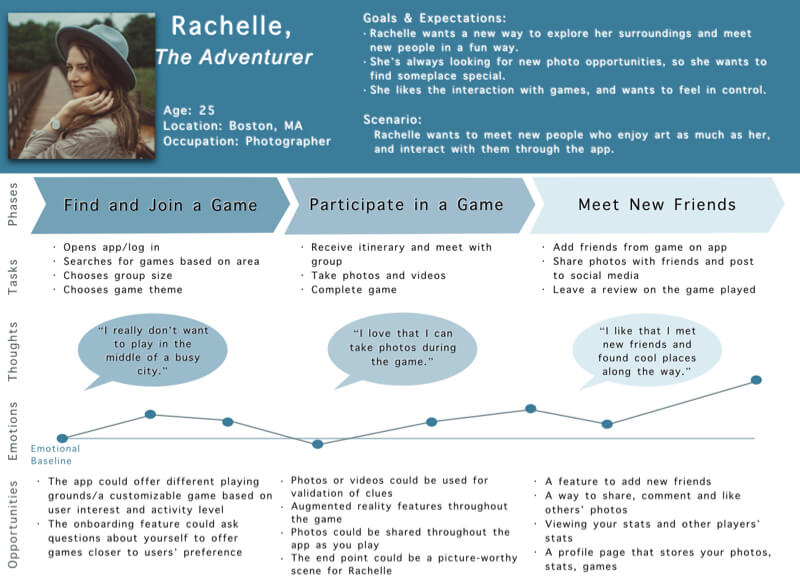 Rachelle,
The Adventurer
Age: 25
Location: Boston, MA
Occupation: Photographer
Goals & Expectations:
· Rachelle wants a new way to explore her surroundings and meet
new people in a fun way.
· She's always looking for new photo opportunities, so she wants to
find someplace special.
· She likes the interaction with games, and wants to feel in control.
Scenario:
Rachelle wants to meet new people who enjoy art as much as her,
and interact with them through the app.
Phases
Find and Join a Game
Participate in a Game
Meet New Friends
Tasks
· Opens app/log in
· Searches for games based on area
· Chooses group size
· Chooses game theme
· Receive itinerary and meet with
group
· Take photos and videos
· Complete game
· Add friends from game on app
· Share photos with friends and post
to social media
· Leave a review on the game played
Thoughts
"I really don't want
to play in the
middle of a busy
city."
"I love that I can
take photos during
the game."
"I like that I met
new friends and
found cool places
along the way."
Emotions
Emotional
Baseline
Opportunities
· The app could offer different playing
grounds/a customizable game based on
user interest and activity level
· The onboarding feature could ask
questions about yourself to offer
games closer to users' preference
· Photos or videos could be used for
validation of clues
· Augmented reality features throughout
the game
· Photos could be shared throughout the
app as you play
· The end point could be a picture-worthy
scene for Rachelle
· A feature to add new friends
· A way to share, comment and like
others' photos
· Viewing your stats and other players'
stats
· A profile page that stores your photos,
stats, games